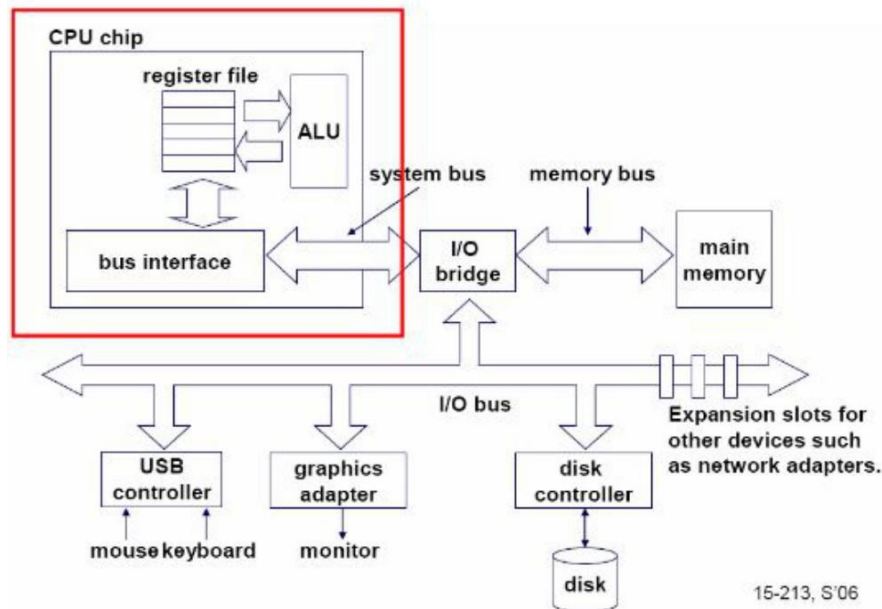 CPU chip
register file
ALU
system bus
memory bus
bus interface
I/O
bridge
main
memory
I/O bus
Expansion slots for
other devices such
as network adapters.
USB
controller
graphics
adapter
disk
controller
mouse keyboard
monitor
disk
15-213, S'06